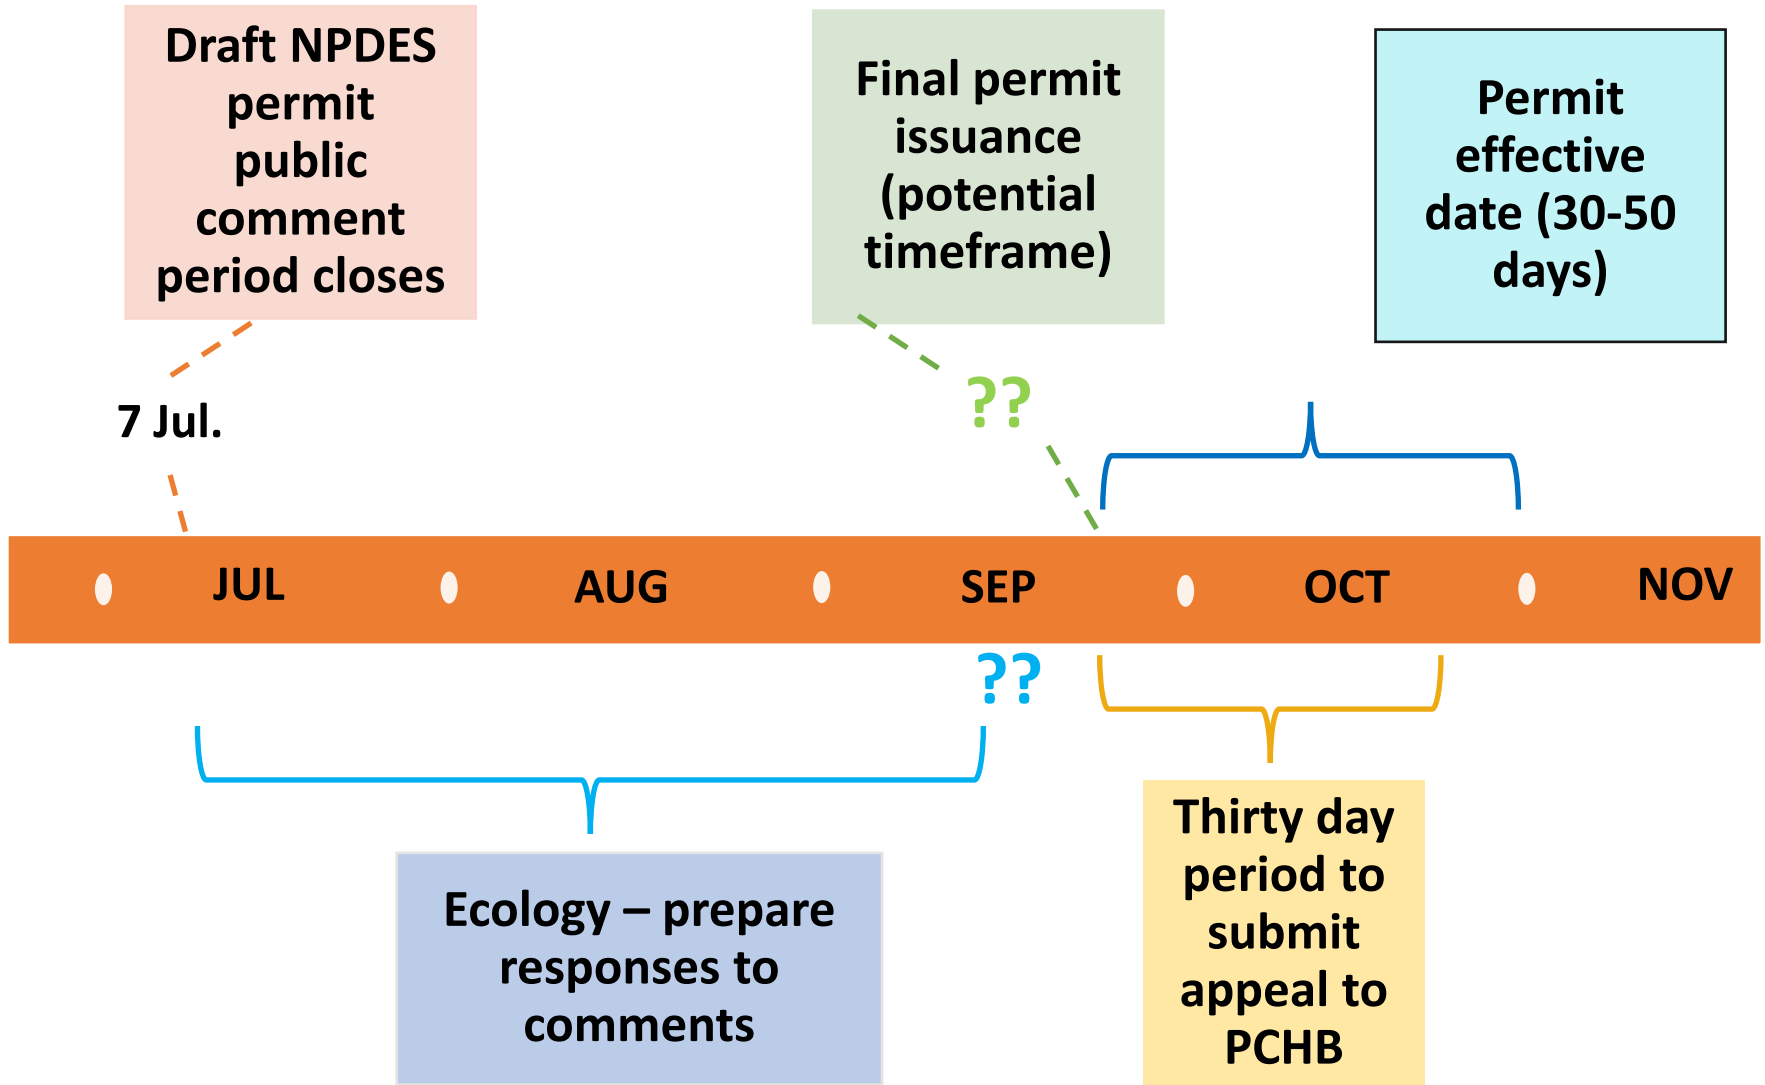 Draft NPDES
permit
public
comment
period closes
Final permit
issuance
(potential
timeframe)
Permit
effective
date (30-50
days)
7 Jul.
??
JUL
AUG
SEP
OCT
NOV
??
Ecology – prepare
responses to
comments
Thirty day
period to
submit
appeal to
PCHB